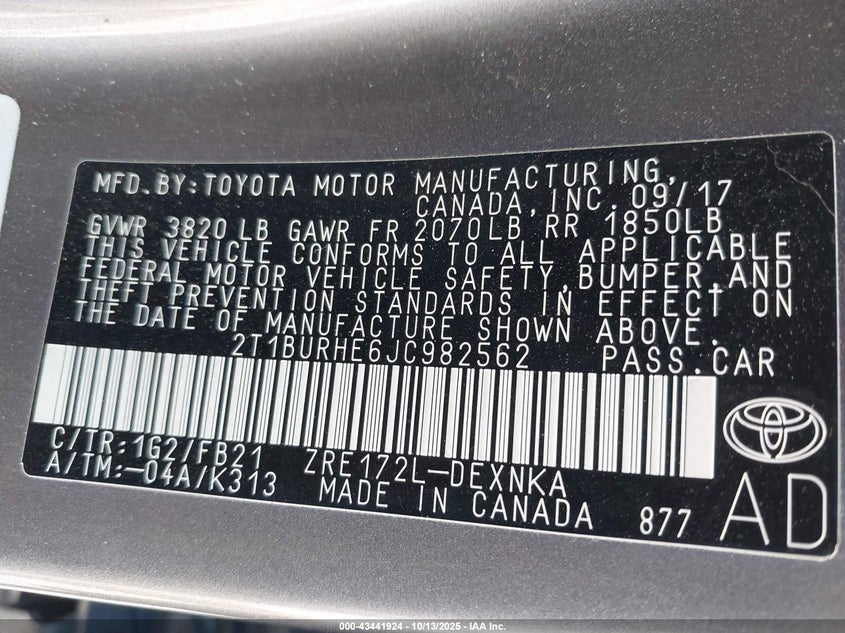 MFD.BY:TOYOTA MOTOR MANUFACTURING,
CANADA,INC. 09/17
GVWR 3820 LB GAWR FR 2070LB RR 1850LB
THIS VEHICLE CONFORMS TO ALL APPLICABLE
FEDERAL MOTOR VEHICLE SAFETY,BUMPER,AND
THEFT PREVENTION STANDARDS IN EFFECT ON
THE DATE OF MANUFACTURE SHOWN ABOVE.
2T1BURHE6JC982562 PASS.CAR
C/TR:1G2/FB21 ZRE172L-DEXNKA
A/TM:-04A/K313 MADE IN CANADA 877 AD
000-43441924 | 10/13/2025 - IAA Inc.